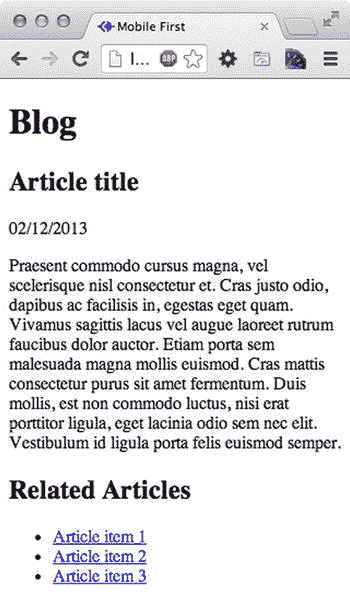 Mobile First
l...
ABP
Blog
Article title
02/12/2013
Praesent commodo cursus magna, vel
scelerisque nisl consectetur et. Cras justo odio,
dapibus ac facilisis in, egestas eget quam.
Vivamus sagittis lacus vel augue laoreet rutrum
faucibus dolor auctor. Etiam porta sem
malesuada magna mollis euismod. Cras mattis
consectetur purus sit amet fermentum. Duis
mollis, est non commodo luctus, nisi erat
porttitor ligula, eget lacinia odio sem nec elit.
Vestibulum id ligula porta felis euismod semper.
Related Articles
Article item 1
Article item 2
Article item 3